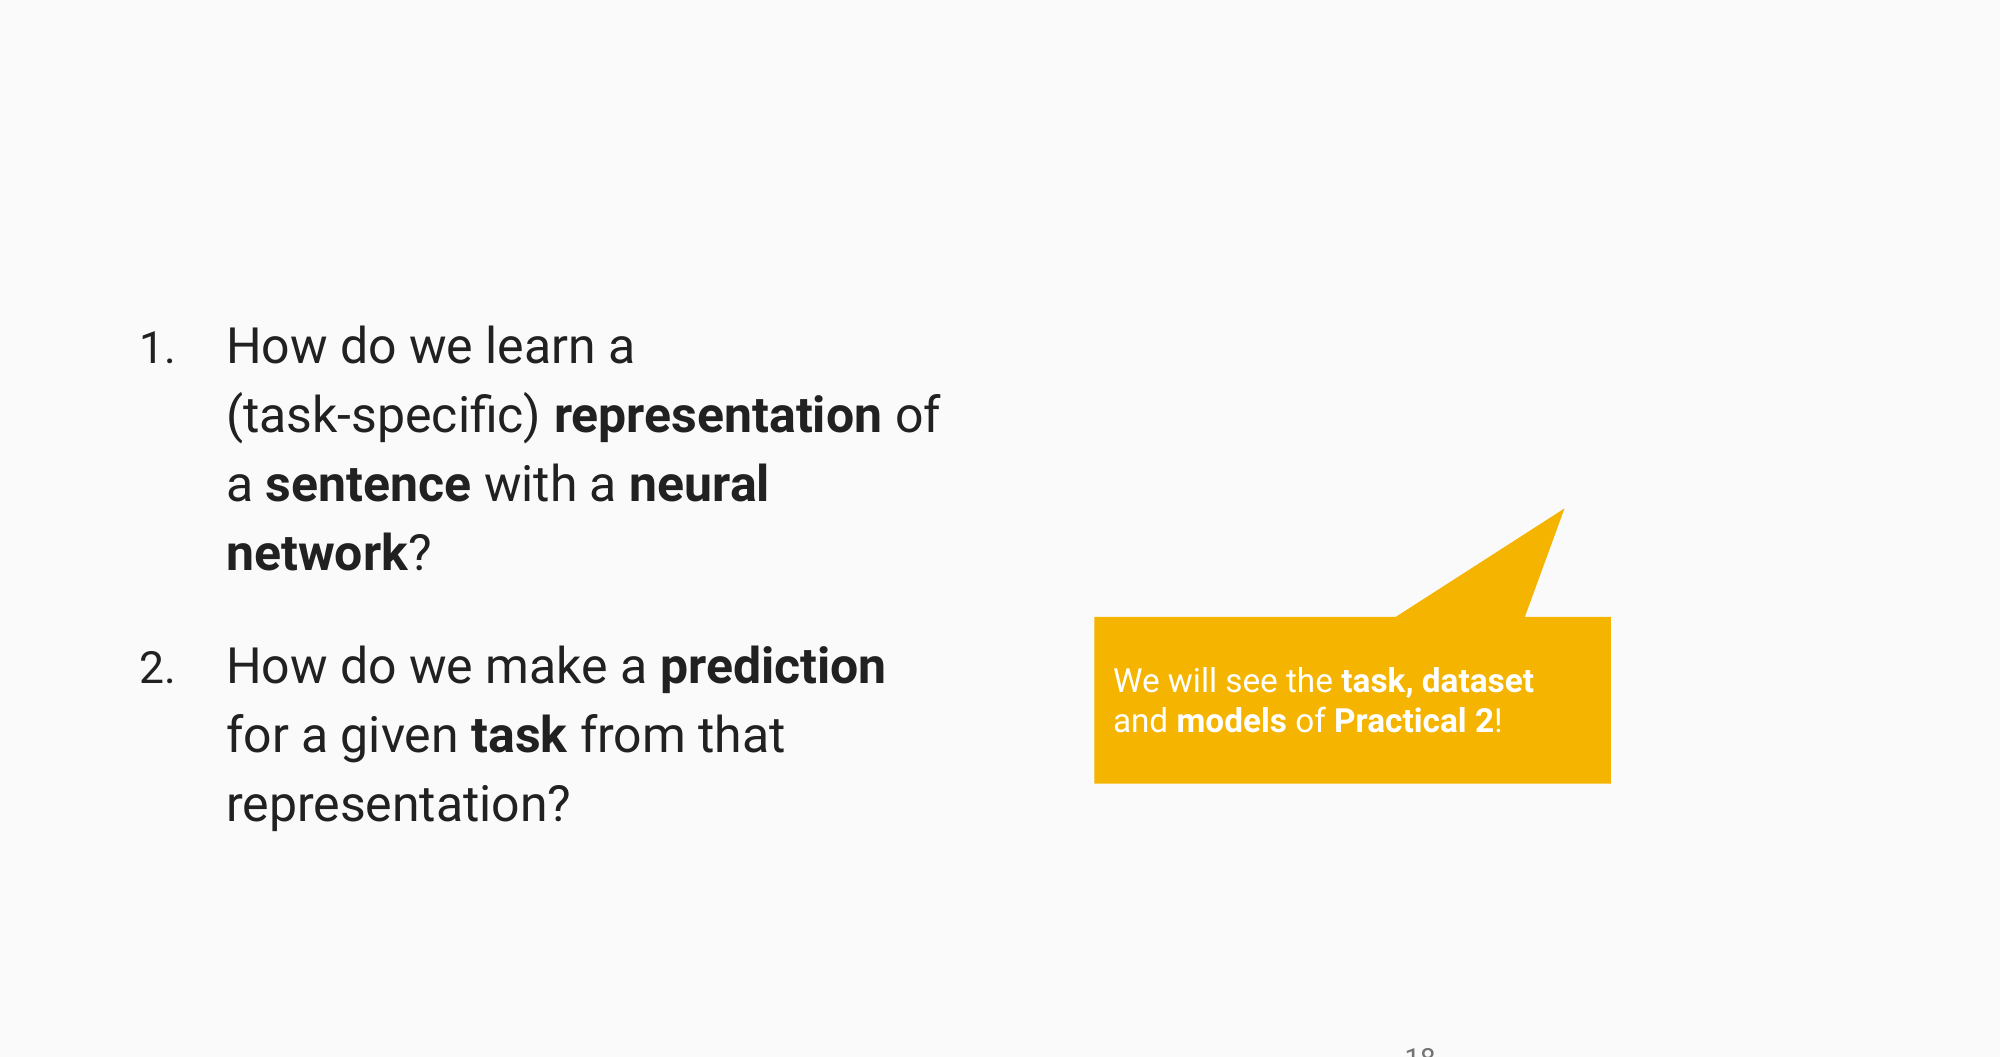 1. How do we learn a
(task-specific) representation of
a sentence with a neural
network?
2. How do we make a prediction
for a given task from that
representation?
We will see the task, dataset
and models of Practical 2!
18